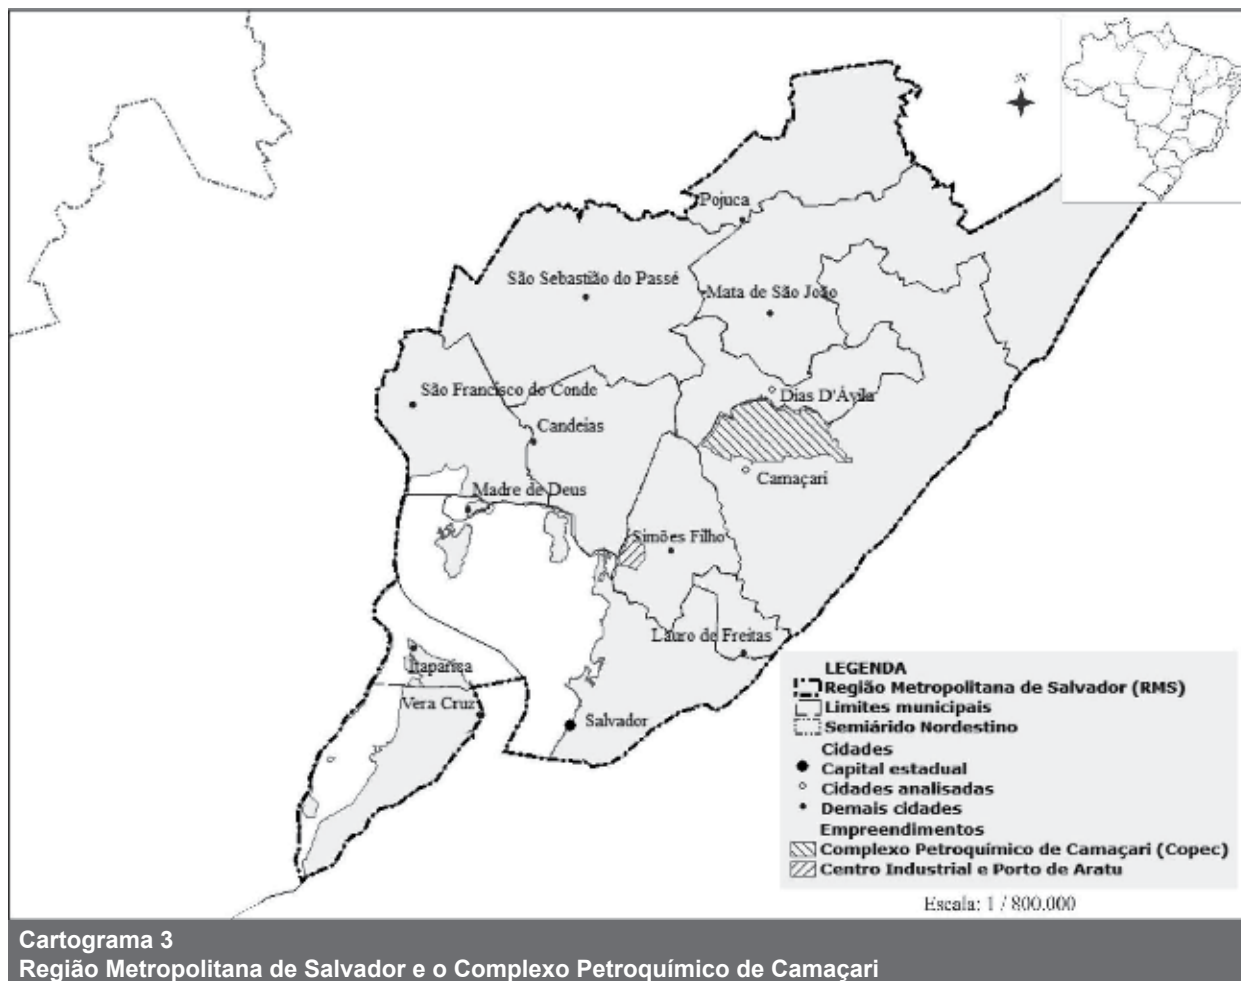 N
Pojuca
São Sebastião do Passé
Mata de São João
São Francisco do Conde
Dias D'Ávila
Candeias
Camaçari
Madre de Deus
Simões Filho
Lauro de Freitas
Itaparica
Vera Cruz
Salvador
LEGENDA
Região Metropolitana de Salvador (RMS)
Limites municipais
Semiárido Nordestino
Cidades
Capital estadual
Cidades analisadas
Demais cidades
Empreendimentos
Complexo Petroquímico de Camaçari (Copec)
Centro Industrial e Porto de Aratu
Escala: 1 / 800.000
Cartograma 3
Região Metropolitana de Salvador e o Complexo Petroquímico de Camaçari